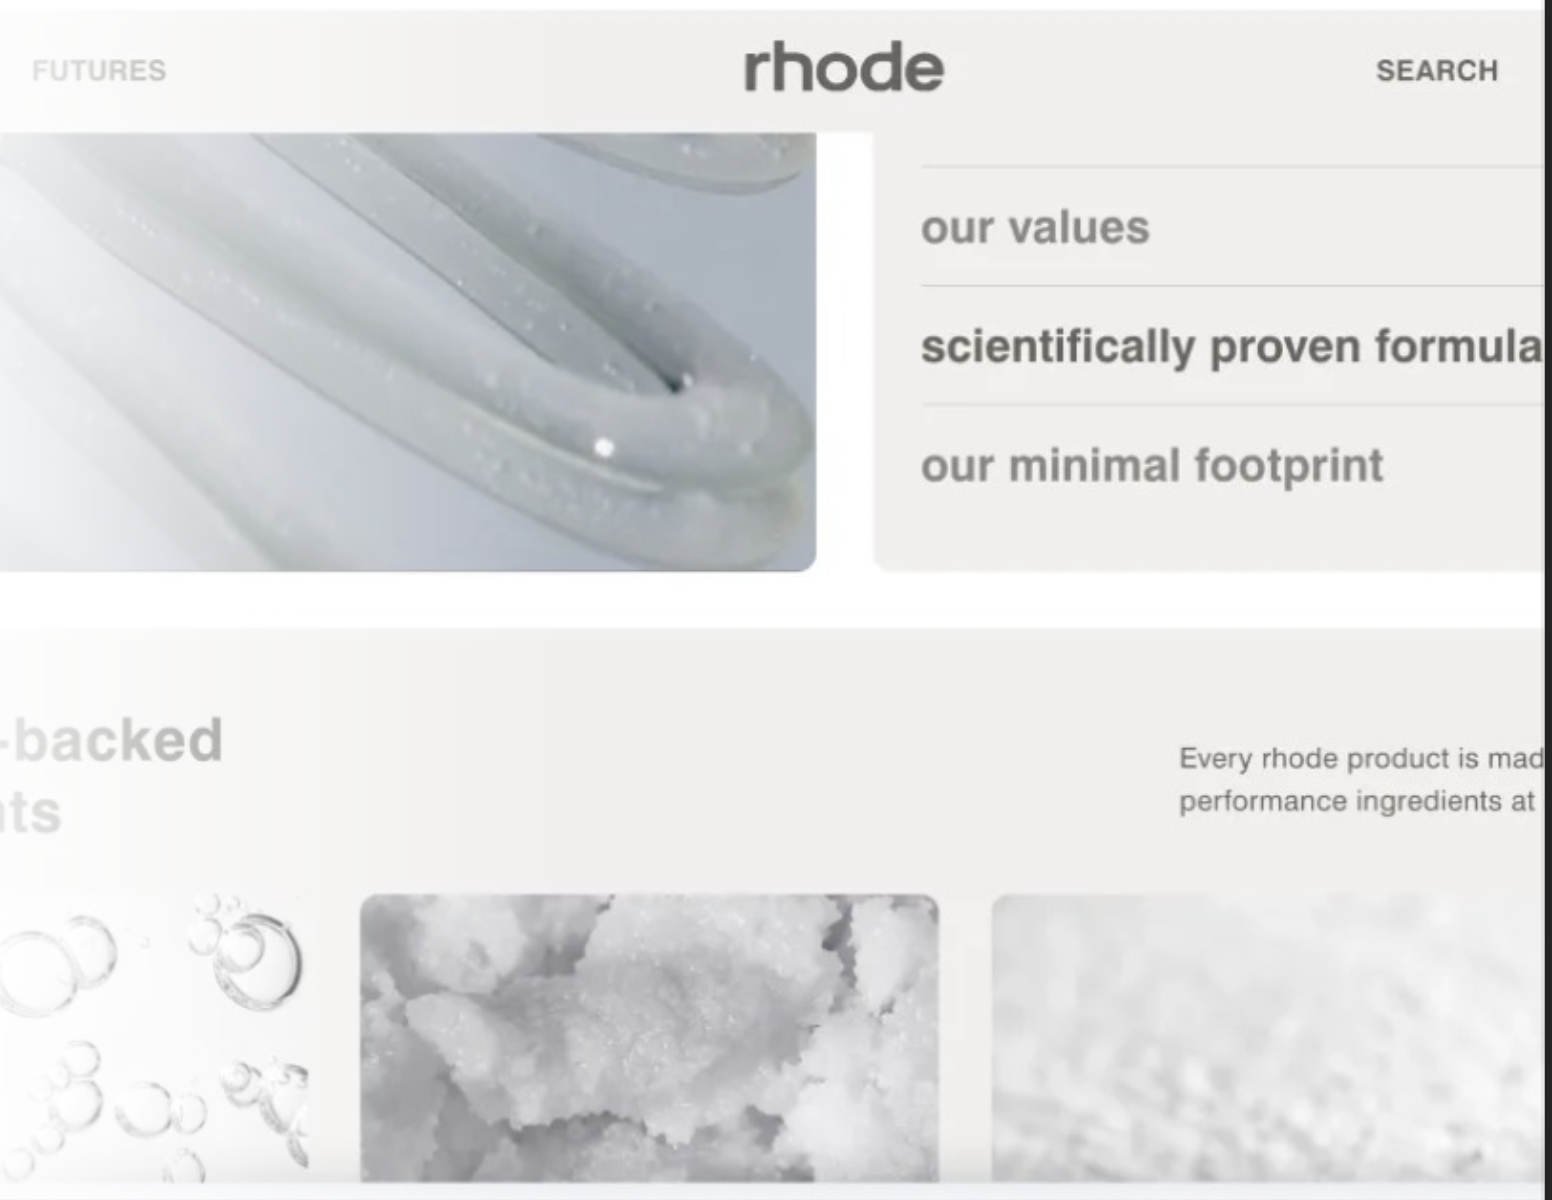 FUTURES
rhode
SEARCH
our values
scientifically proven formula
our minimal footprint
-backed
nts
Every rhode product is mad
performance ingredients at